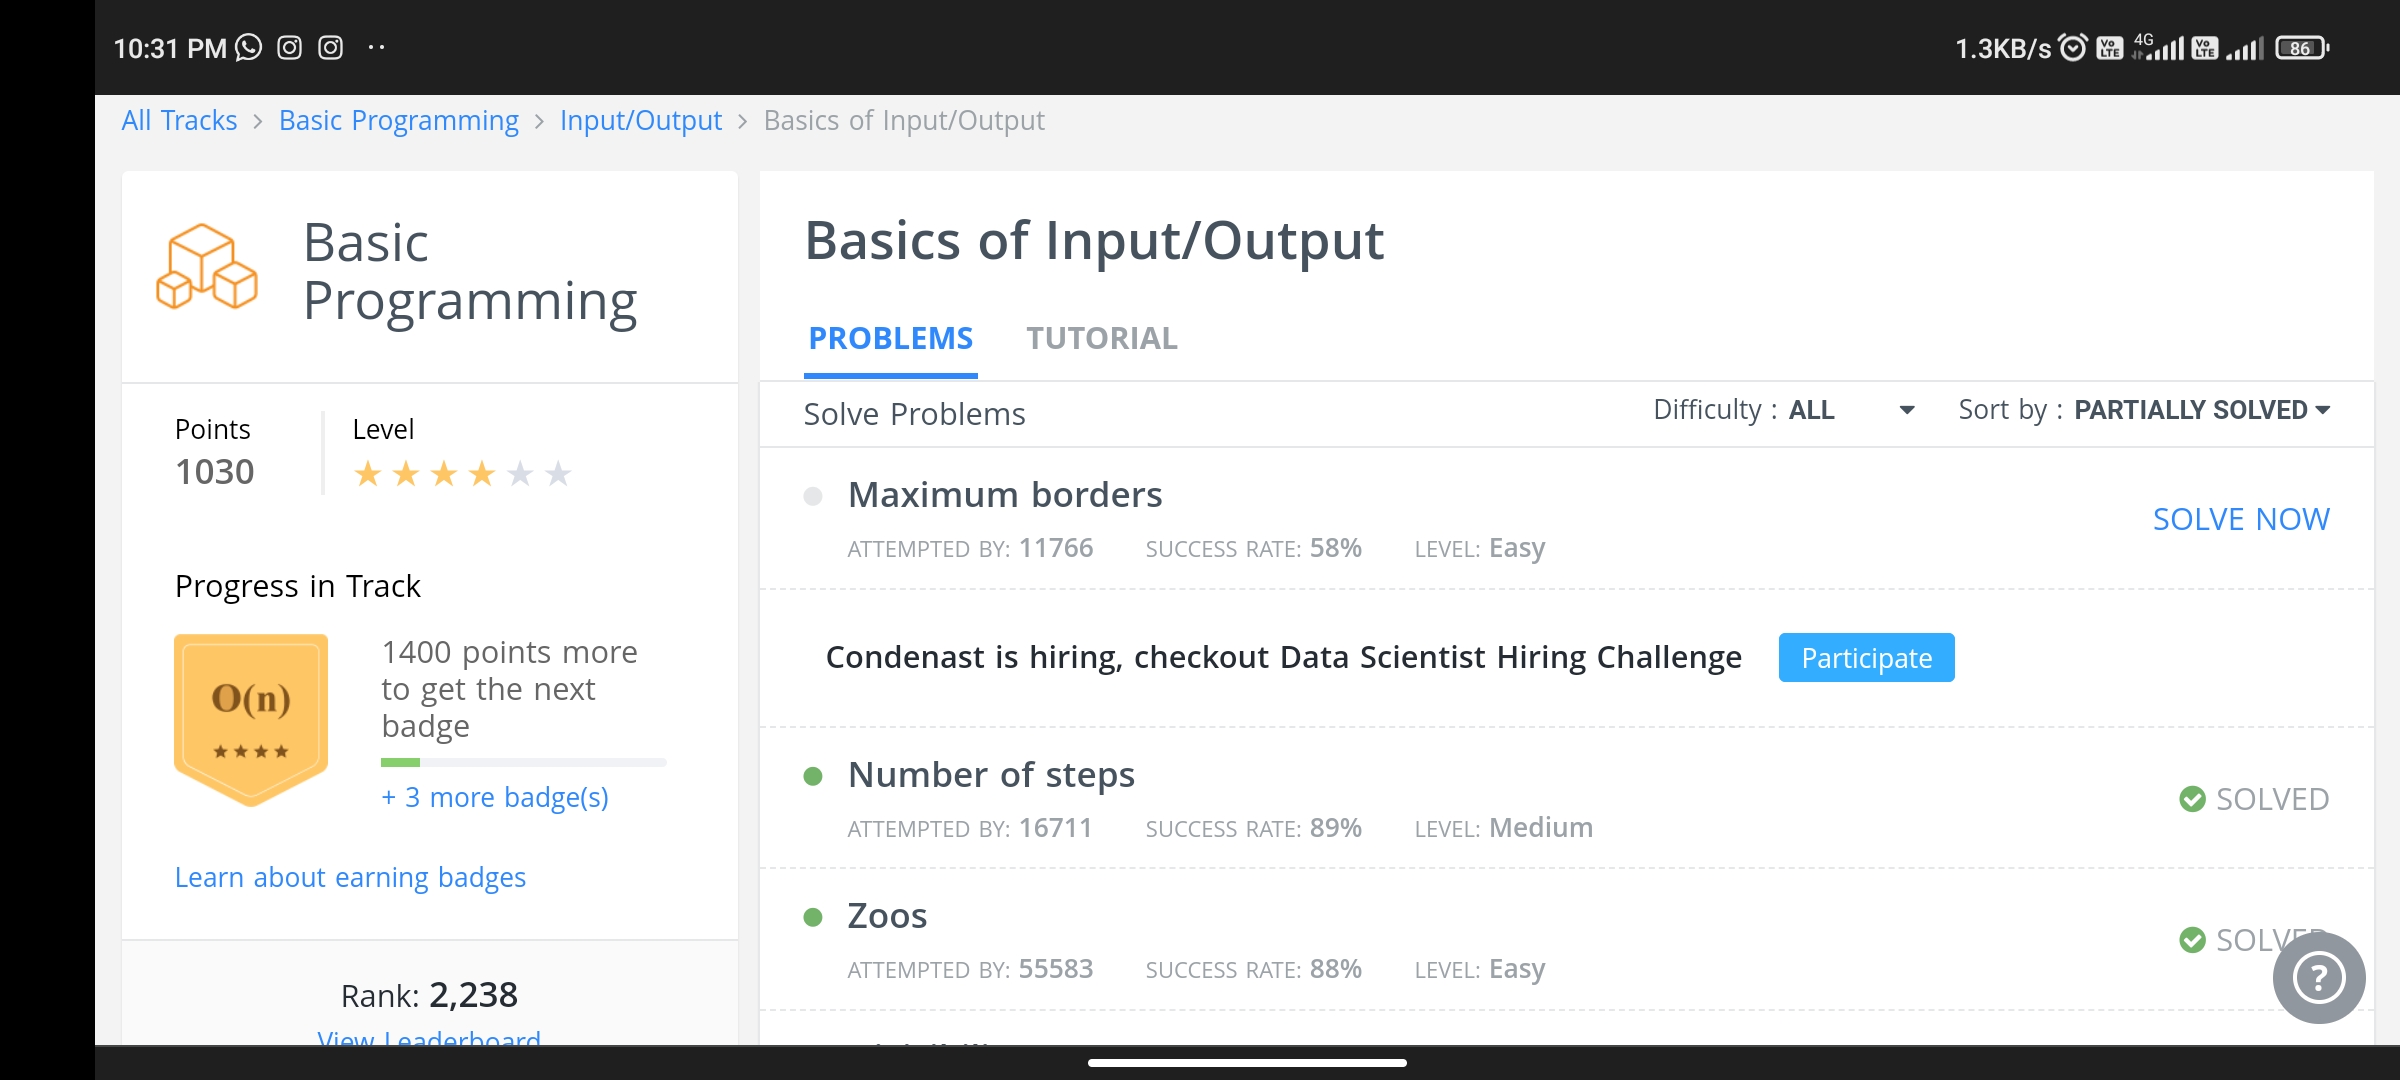 10:31 PM
1.3KB/s Vo LTE 4G Vo LTE 86
All Tracks > Basic Programming > Input/Output > Basics of Input/Output
Basic
Programming
Points
1030
Level
Progress in Track
O(n)
1400 points more
to get the next
badge
+ 3 more badge(s)
Learn about earning badges
Rank: 2,238
View Leaderboard
Basics of Input/Output
PROBLEMS TUTORIAL
Solve Problems
Difficulty : ALL Sort by : PARTIALLY SOLVED
Maximum borders
ATTEMPTED BY: 11766 SUCCESS RATE: 58% LEVEL: Easy
SOLVE NOW
Condenast is hiring, checkout Data Scientist Hiring Challenge Participate
Number of steps
ATTEMPTED BY: 16711 SUCCESS RATE: 89% LEVEL: Medium
SOLVED
Zoos
ATTEMPTED BY: 55583 SUCCESS RATE: 88% LEVEL: Easy
SOLVED
?